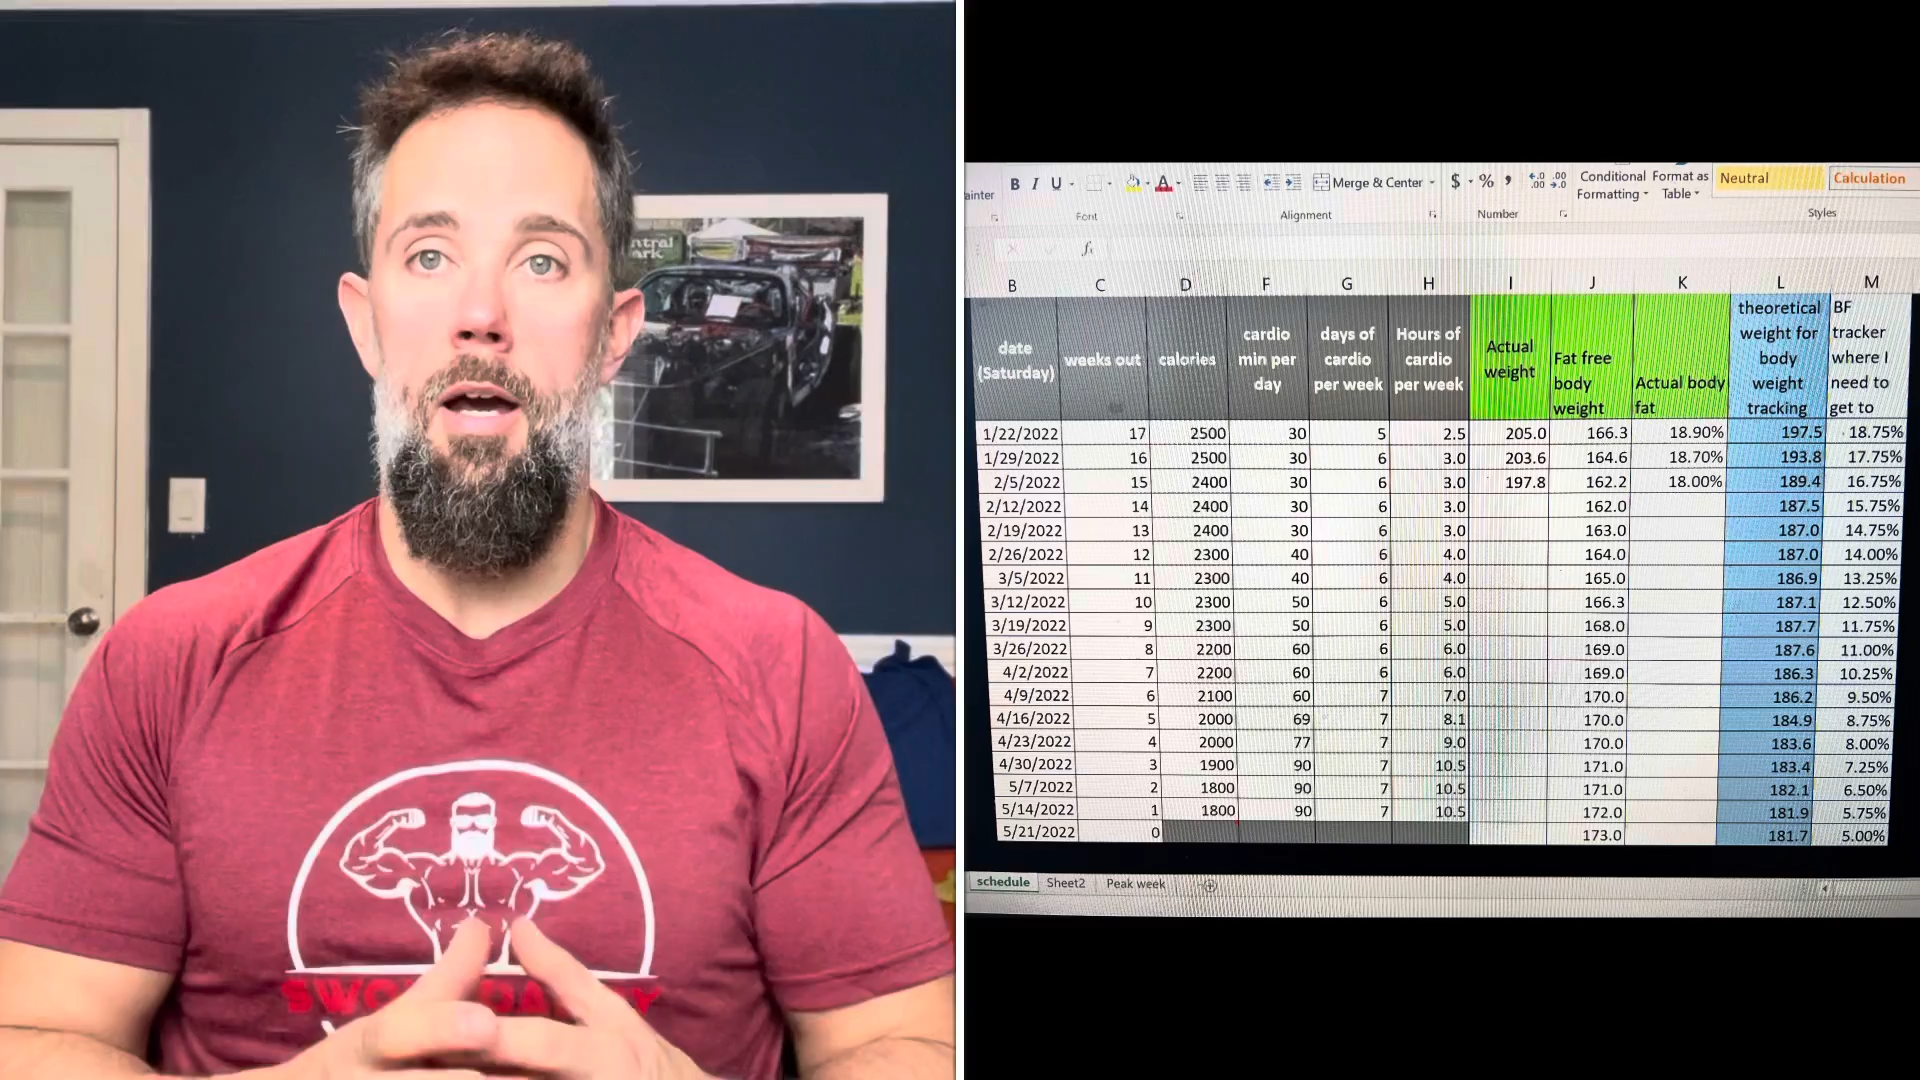 ntral
ark
ainter
B I U
Merge & Center
$ % ,
Conditional Formatting
Format as Table
Neutral
Calculation
Font
Alignment
Number
Styles
fx
B C D F G H I J K L M
date (Saturday) weeks out calories cardio min per day days of cardio per week Hours of cardio per week Actual weight Fat free body weight Actual body fat theoretical weight for body weight tracking BF tracker where I need to get to
1/22/2022 17 2500 30 5 2.5 205.0 166.3 18.90% 197.5 18.75%
1/29/2022 16 2500 30 6 3.0 203.6 164.6 18.70% 193.8 17.75%
2/5/2022 15 2400 30 6 3.0 197.8 162.2 18.00% 189.4 16.75%
2/12/2022 14 2400 30 6 3.0 162.0 187.5 15.75%
2/19/2022 13 2400 30 6 3.0 163.0 187.0 14.75%
2/26/2022 12 2300 40 6 4.0 164.0 187.0 14.00%
3/5/2022 11 2300 40 6 4.0 165.0 186.9 13.25%
3/12/2022 10 2300 50 6 5.0 166.3 187.1 12.50%
3/19/2022 9 2300 50 6 5.0 168.0 187.7 11.75%
3/26/2022 8 2200 60 6 6.0 169.0 187.6 11.00%
4/2/2022 7 2200 60 6 6.0 169.0 186.3 10.25%
4/9/2022 6 2100 60 7 7.0 170.0 186.2 9.50%
4/16/2022 5 2000 69 7 8.1 170.0 184.9 8.75%
4/23/2022 4 2000 77 7 9.0 170.0 183.6 8.00%
4/30/2022 3 1900 90 7 10.5 171.0 183.4 7.25%
5/7/2022 2 1800 90 7 10.5 171.0 182.1 6.50%
5/14/2022 1 1800 90 7 10.5 172.0 181.9 5.75%
5/21/2022 0 173.0 181.7 5.00%
schedule Sheet2 Peak week